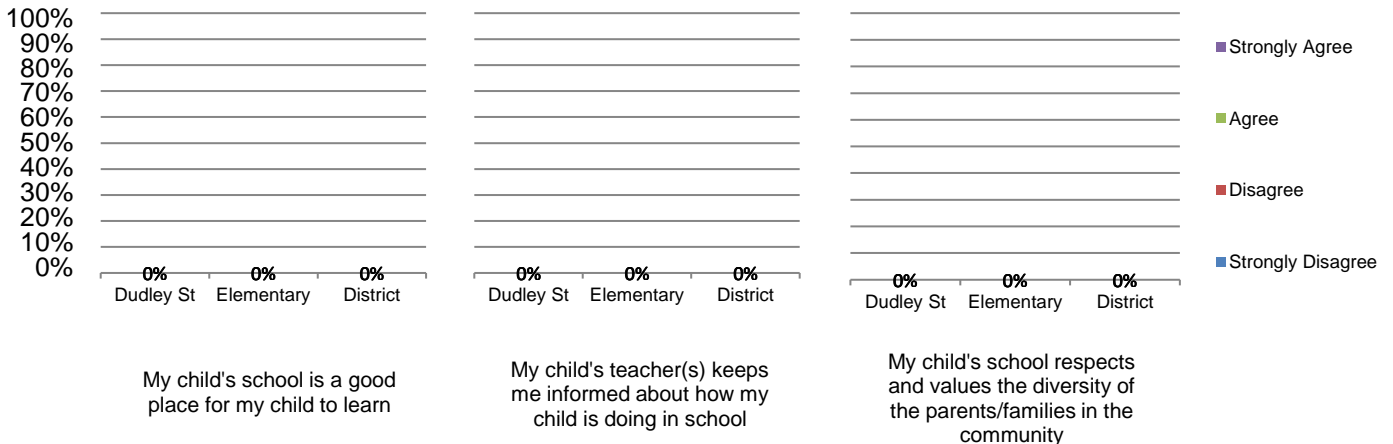 100%
90%
80%
70%
60%
50%
40%
30%
20%
10%
0%
0% 0% 0%
Dudley St Elementary District
My child's school is a good
place for my child to learn
0% 0% 0%
Dudley St Elementary District
My child's teacher(s) keeps
me informed about how my
child is doing in school
0% 0% 0%
Dudley St Elementary District
My child's school respects
and values the diversity of
the parents/families in the
community
Strongly Agree
Agree
Disagree
Strongly Disagree